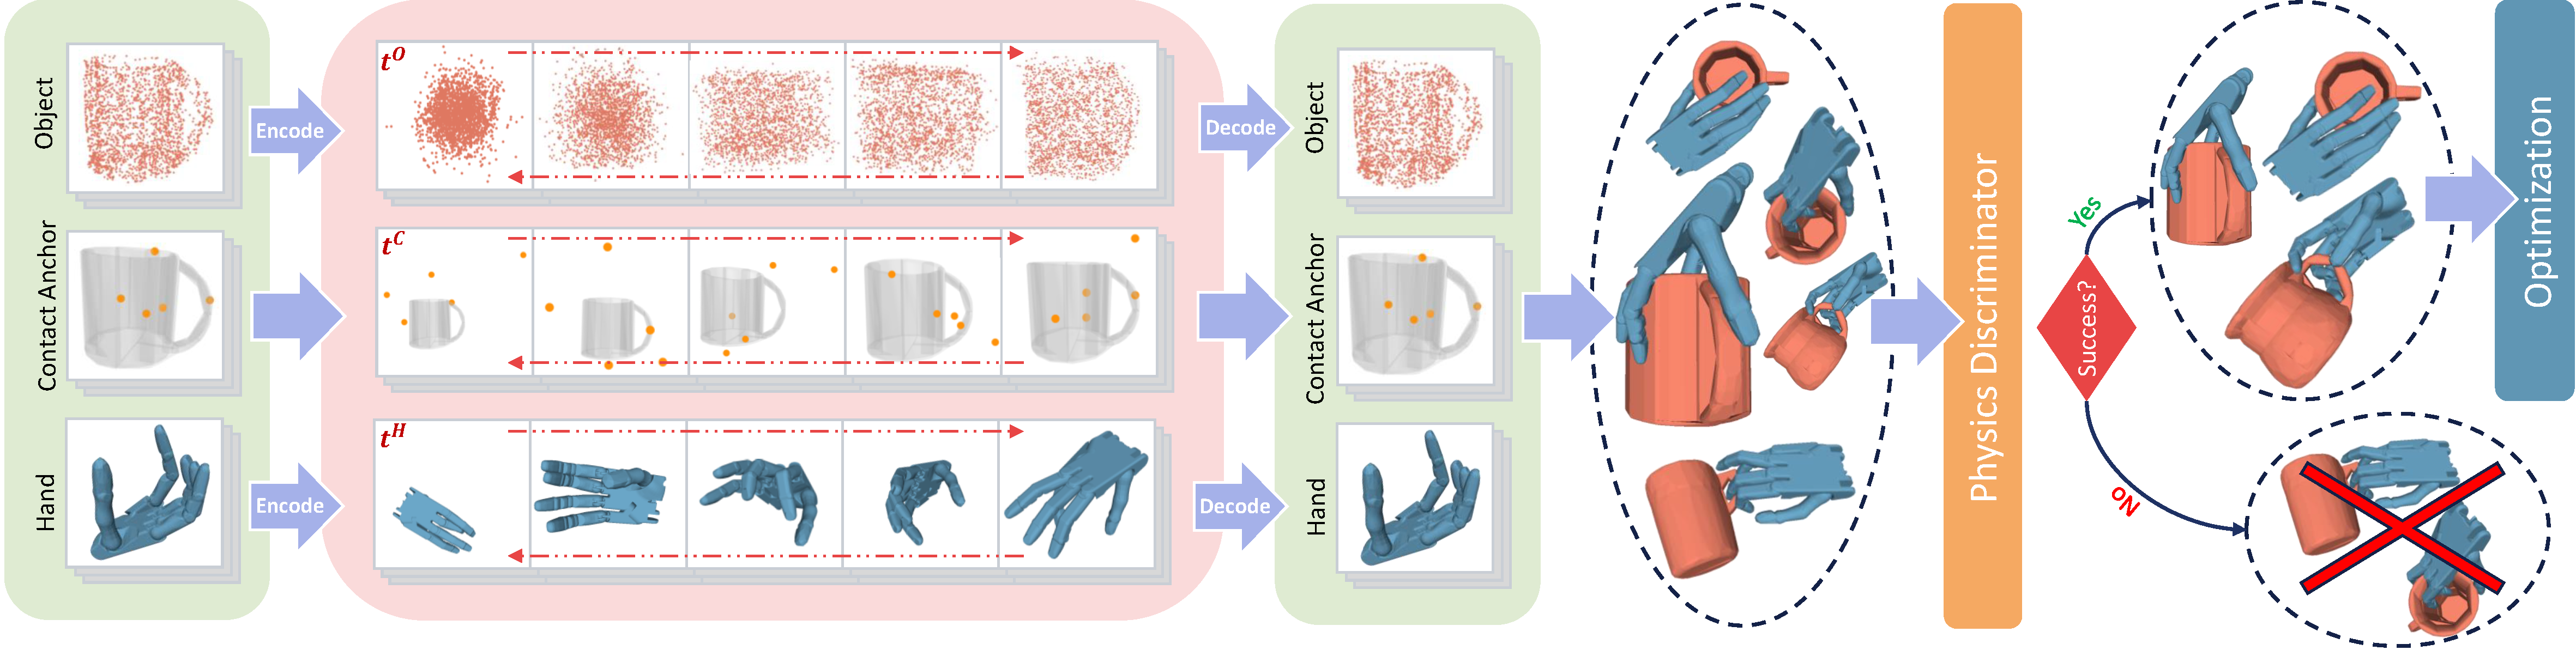 Object
Contact Anchor
Hand
Encode
Encode
t^O
t^C
t^H
Decode
Decode
Object
Contact Anchor
Hand
Physics Discriminator
Success?
Yes
No
Optimization